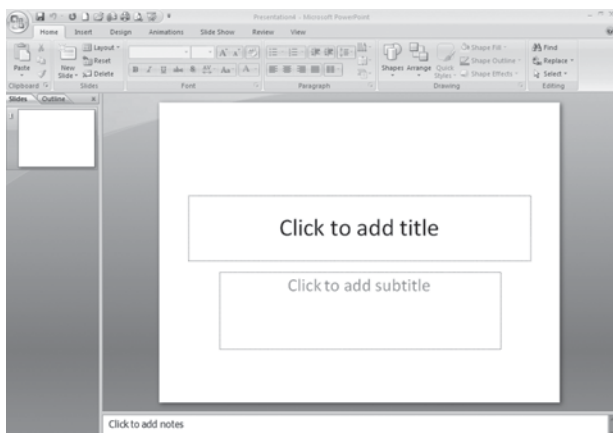 Presentation4 - Microsoft PowerPoint
Home Insert Design Animations Slide Show Review View
Paste
New Slide
Layout
Reset
Delete
Shapes Arrange Quick Styles
Shape Fill
Shape Outline
Shape Effects
Find
Replace
Select
Clipboard Slides Font Paragraph Drawing Editing
Slides Outline X
1
Click to add title
Click to add subtitle
Click to add notes